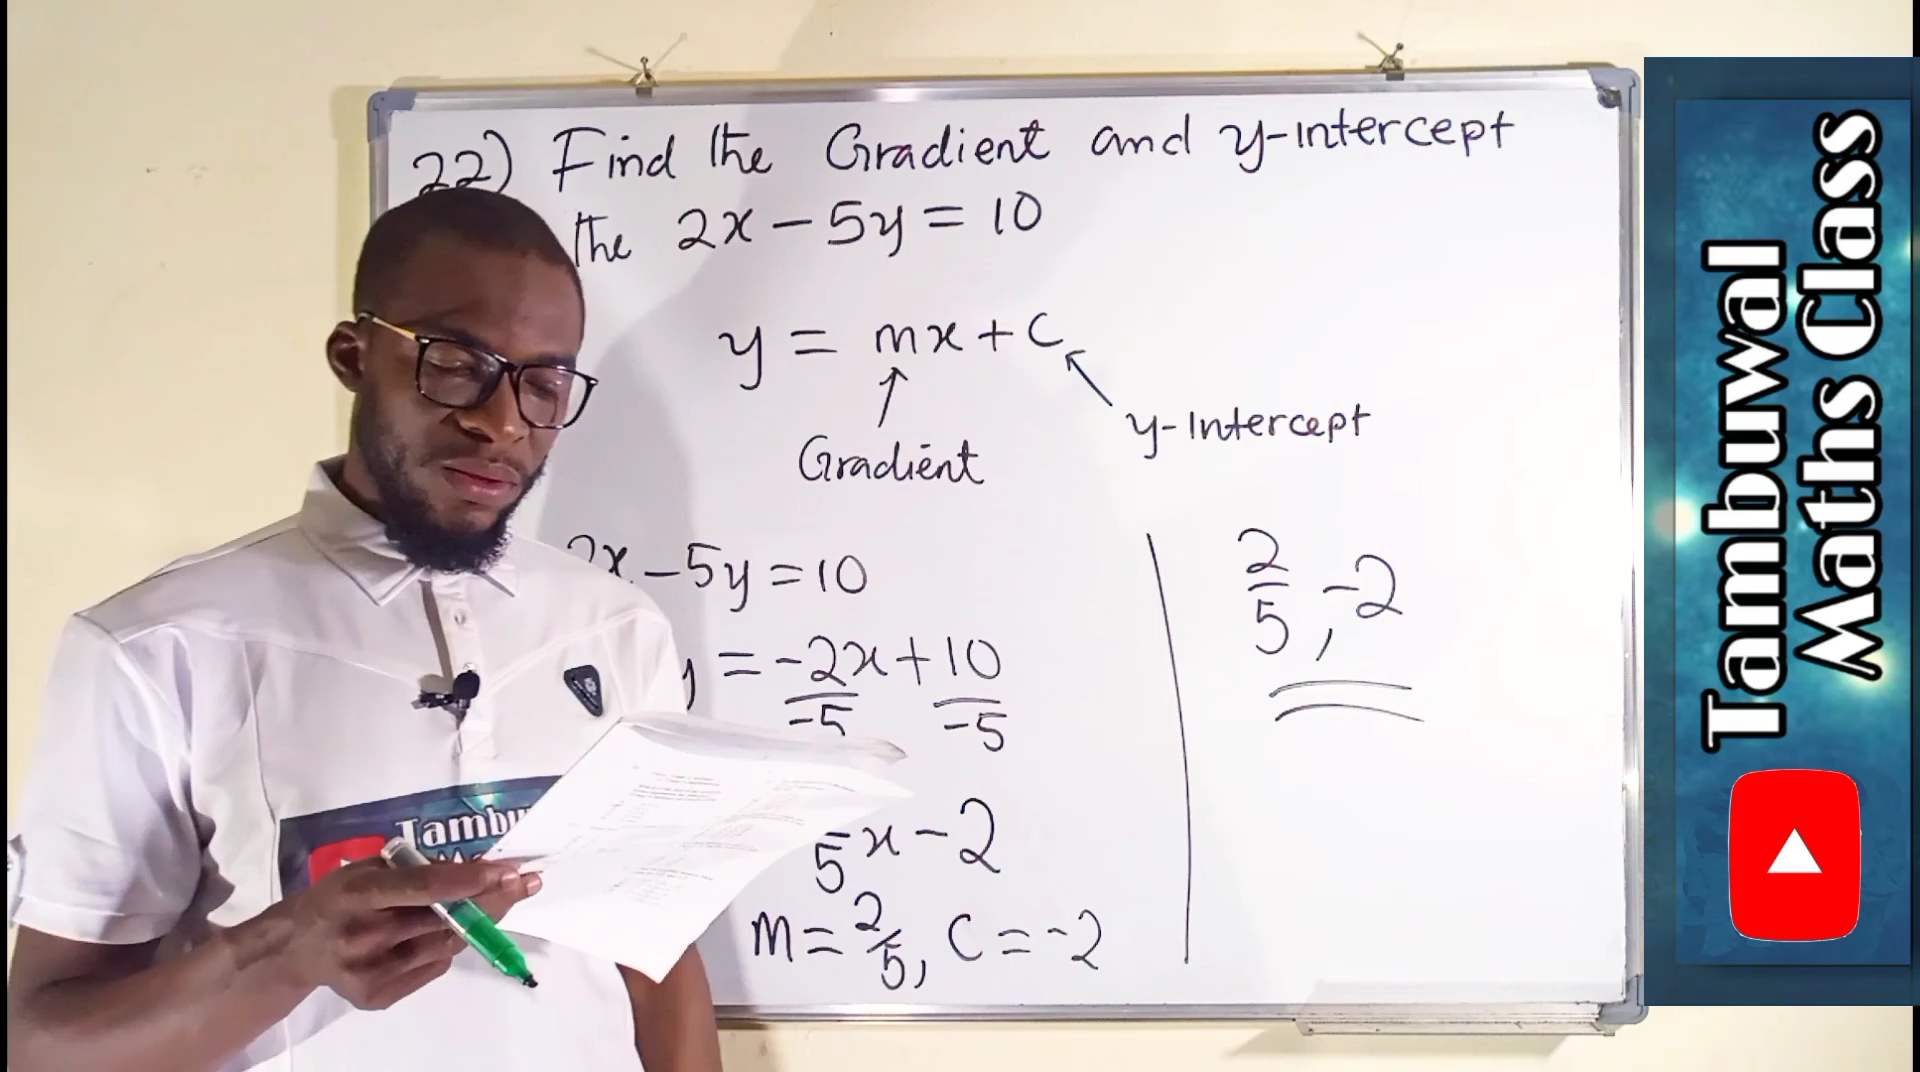 22) Find the Gradient and y-intercept
the 2x - 5y = 10
y = mx + c
Gradient
y-Intercept
2x - 5y = 10
y = -2x + 10
-5 -5
5 x - 2
m = 2/5, c = -2
2/5, -2
Tambuwal
Maths Class